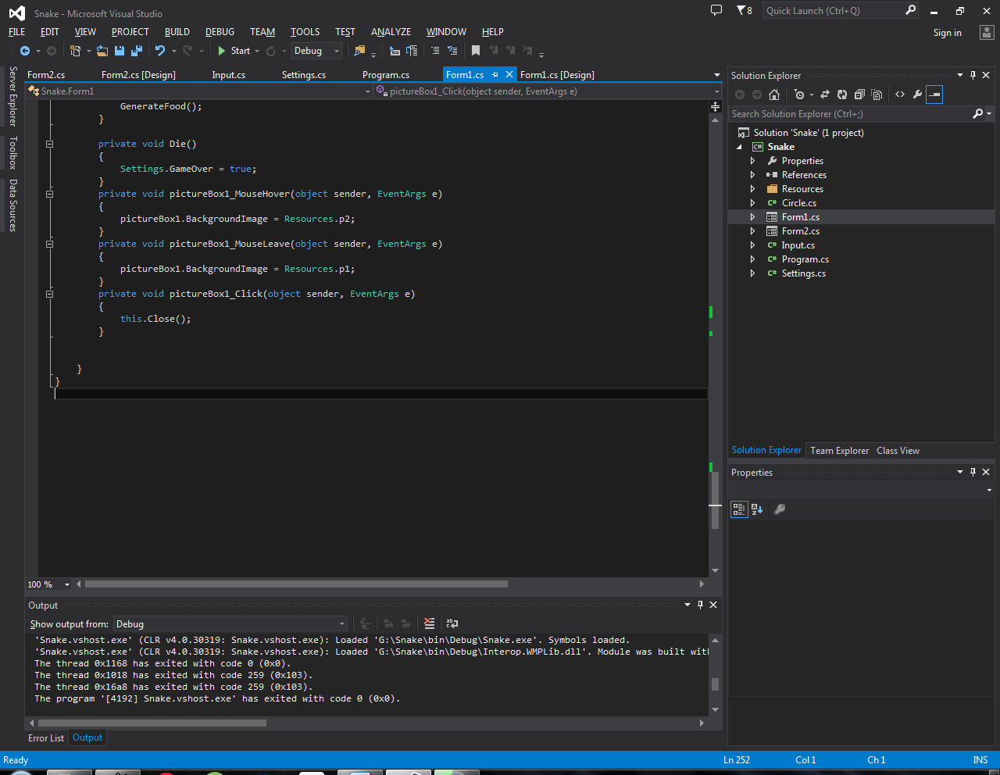 Snake - Microsoft Visual Studio
8
Quick Launch (Ctrl+Q)
FILE EDIT VIEW PROJECT BUILD DEBUG TEAM TOOLS TEST ANALYZE WINDOW HELP
Sign in
Start
Debug
Server Explorer
Toolbox
Data Sources
Form2.cs Form2.cs [Design] Input.cs Settings.cs Program.cs Form1.cs Form1.cs [Design]
Snake.Form1
pictureBox1_Click(object sender, EventArgs e)
GenerateFood();
}
private void Die()
{
Settings.GameOver = true;
}
private void pictureBox1_MouseHover(object sender, EventArgs e)
{
pictureBox1.BackgroundImage = Resources.p2;
}
private void pictureBox1_MouseLeave(object sender, EventArgs e)
{
pictureBox1.BackgroundImage = Resources.p1;
}
private void pictureBox1_Click(object sender, EventArgs e)
{
this.Close();
}
}
}
100 %
Output
Show output from: Debug
'Snake.vshost.exe' (CLR v4.0.30319: Snake.vshost.exe): Loaded 'G:\Snake\bin\Debug\Snake.exe'. Symbols loaded.
'Snake.vshost.exe' (CLR v4.0.30319: Snake.vshost.exe): Loaded 'G:\Snake\bin\Debug\Interop.WMPLib.dll'. Module was built wit
The thread 0x1168 has exited with code 0 (0x0).
The thread 0x1018 has exited with code 259 (0x103).
The thread 0x16a8 has exited with code 259 (0x103).
The program '[4192] Snake.vshost.exe' has exited with code 0 (0x0).
Error List Output
Solution Explorer
Search Solution Explorer (Ctrl+;)
Solution 'Snake' (1 project)
C# Snake
Properties
References
Resources
C# Circle.cs
Form1.cs
Form2.cs
C# Input.cs
C# Program.cs
C# Settings.cs
Solution Explorer Team Explorer Class View
Properties
Ready
Ln 252 Col 1 Ch 1 INS